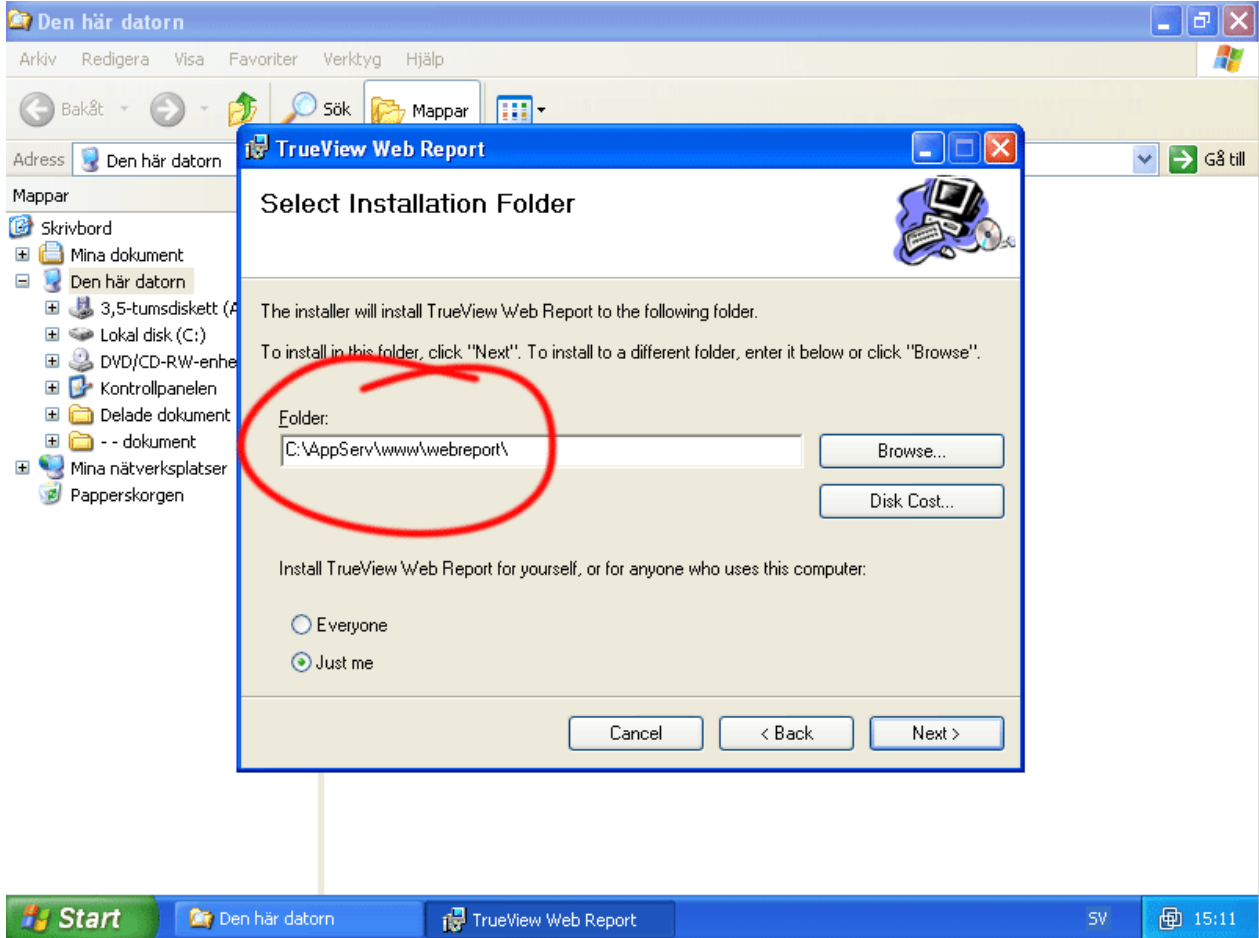 Den här datorn
Arkiv Redigera Visa Favoriter Verktyg Hjälp
Bakåt Sök Mappar
Adress Den här datorn Gå till
Mappar
Skrivbord
Mina dokument
Den här datorn
3,5-tumsdiskett (A
Lokal disk (C:)
DVD/CD-RW-enhe
Kontrollpanelen
Delade dokument
- - dokument
Mina nätverksplatser
Papperskorgen
TrueView Web Report
Select Installation Folder
The installer will install TrueView Web Report to the following folder.
To install in this folder, click "Next". To install to a different folder, enter it below or click "Browse".
Folder:
C:\AppServ\www\webreport\
Browse...
Disk Cost...
Install TrueView Web Report for yourself, or for anyone who uses this computer:
Everyone
Just me
Cancel < Back Next >
Start Den här datorn TrueView Web Report SV 15:11